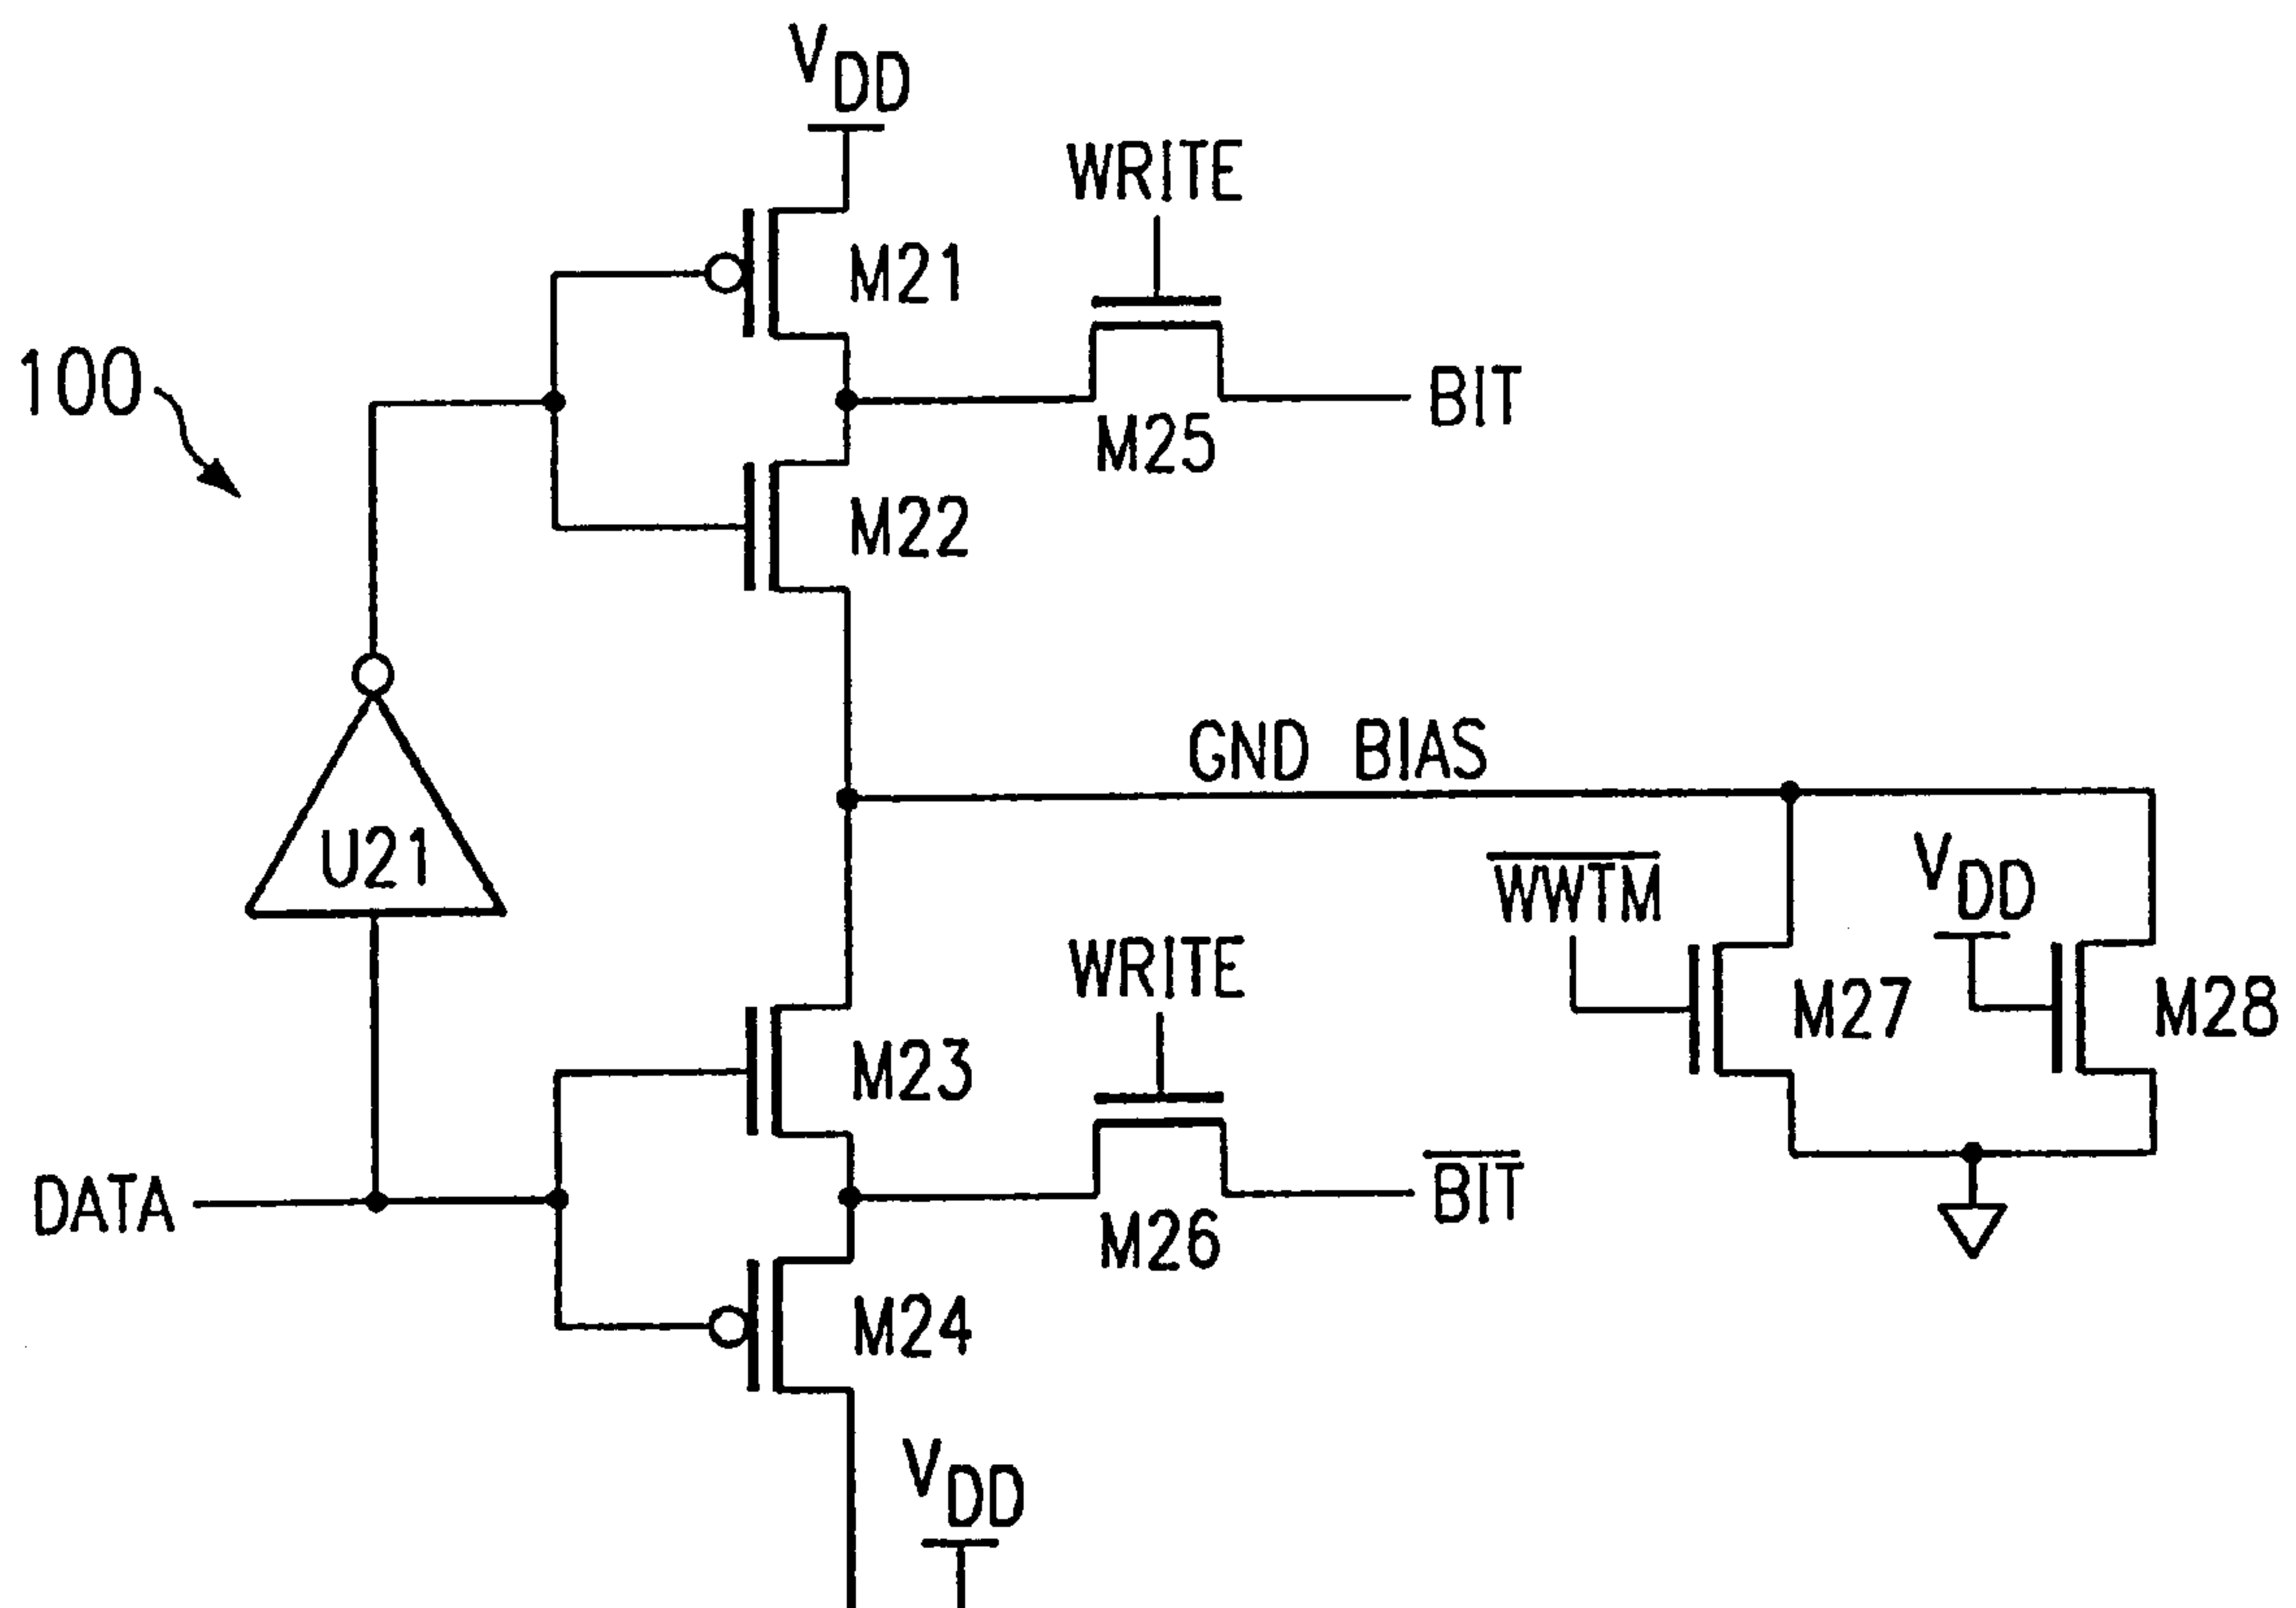 VDD
WRITE
M21
100
BIT
M25
M22
GND BIAS
U21
WWTM
VDD
WRITE
M27
M28
M23
DATA
BIT
M26
M24
VDD